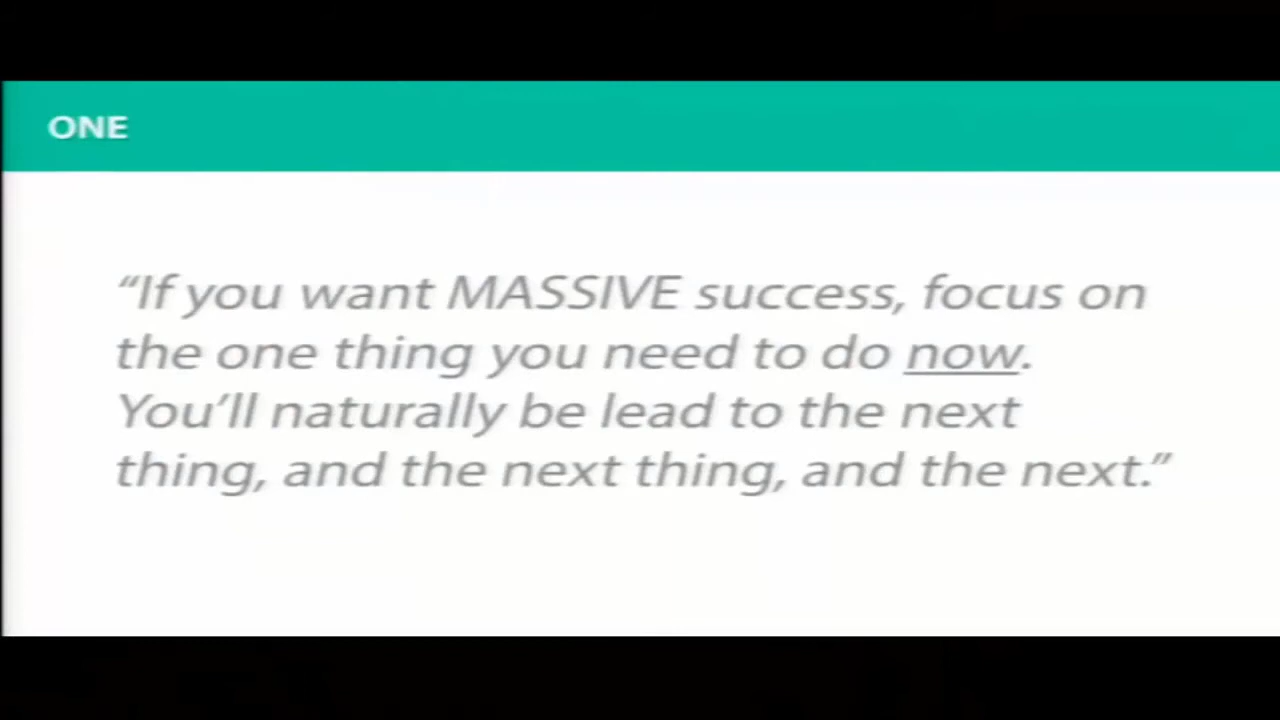 ONE
“If you want MASSIVE success, focus on
the one thing you need to do now.
You’ll naturally be lead to the next
thing, and the next thing, and the next.”